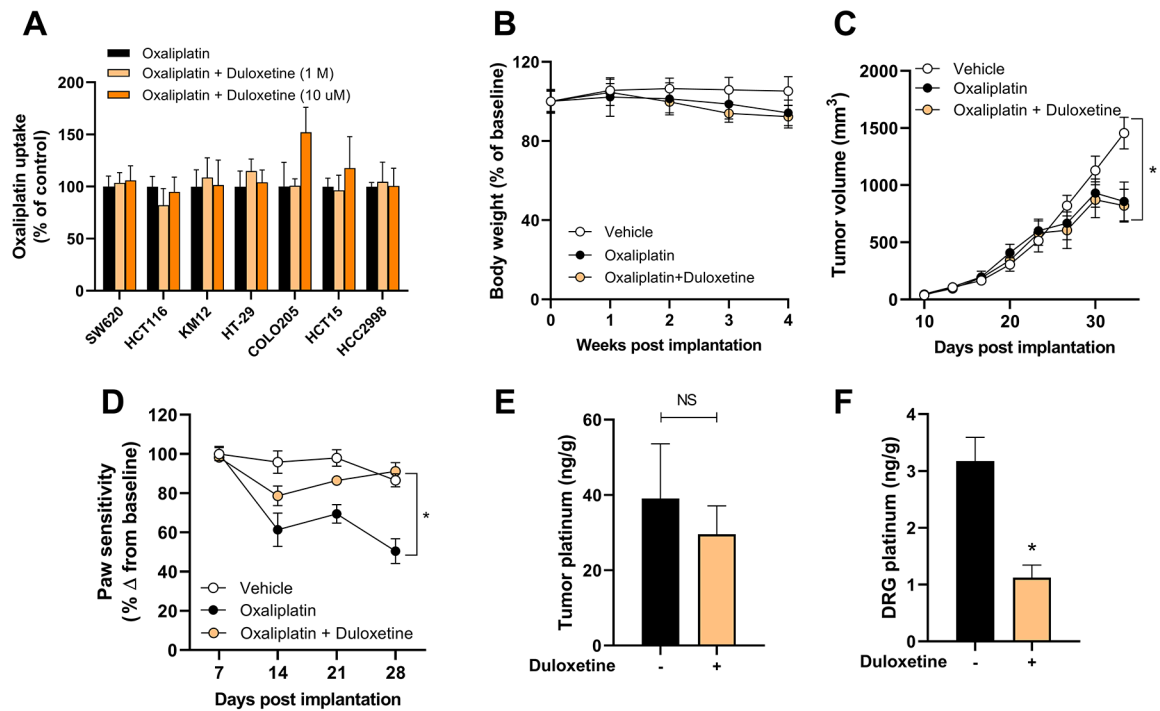 A
Oxaliplatin
Oxaliplatin + Duloxetine (1 M)
Oxaliplatin + Duloxetine (10 uM)
Oxaliplatin uptake
(% of control)
200
150
100
50
0
SW620
HCT116
KM12
HT-29
COLO205
HCT15
HCC2998
B
Body weight (% of baseline)
120
80
40
0
Vehicle
Oxaliplatin
Oxaliplatin+Duloxetine
0 1 2 3 4
Weeks post implantation
C
Tumor volume (mm3)
2000
1500
1000
500
0
Vehicle
Oxaliplatin
Oxaliplatin + Duloxetine
*
10 20 30
Days post implantation
D
Paw sensitivity
(% Δ from baseline)
120
100
80
60
40
20
0
*
Vehicle
Oxaliplatin
Oxaliplatin + Duloxetine
7 14 21 28
Days post implantation
E
NS
Tumor platinum (ng/g)
60
40
20
0
Duloxetine - +
F
DRG platinum (ng/g)
4
3
2
1
0
*
Duloxetine - +